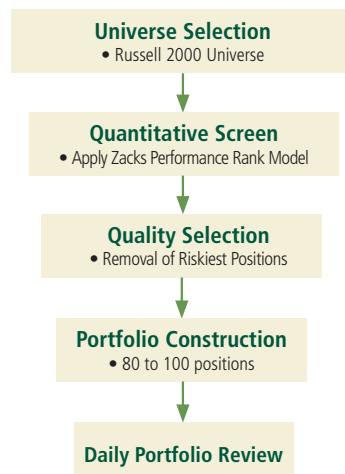 Universe Selection
• Russell 2000 Universe
Quantitative Screen
• Apply Zacks Performance Rank Model
Quality Selection
• Removal of Riskiest Positions
Portfolio Construction
• 80 to 100 positions
Daily Portfolio Review